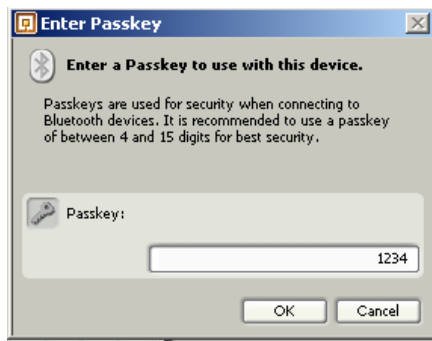 Enter Passkey
Enter a Passkey to use with this device.
Passkeys are used for security when connecting to
Bluetooth devices. It is recommended to use a passkey
of between 4 and 15 digits for best security.
Passkey:
1234
OK Cancel